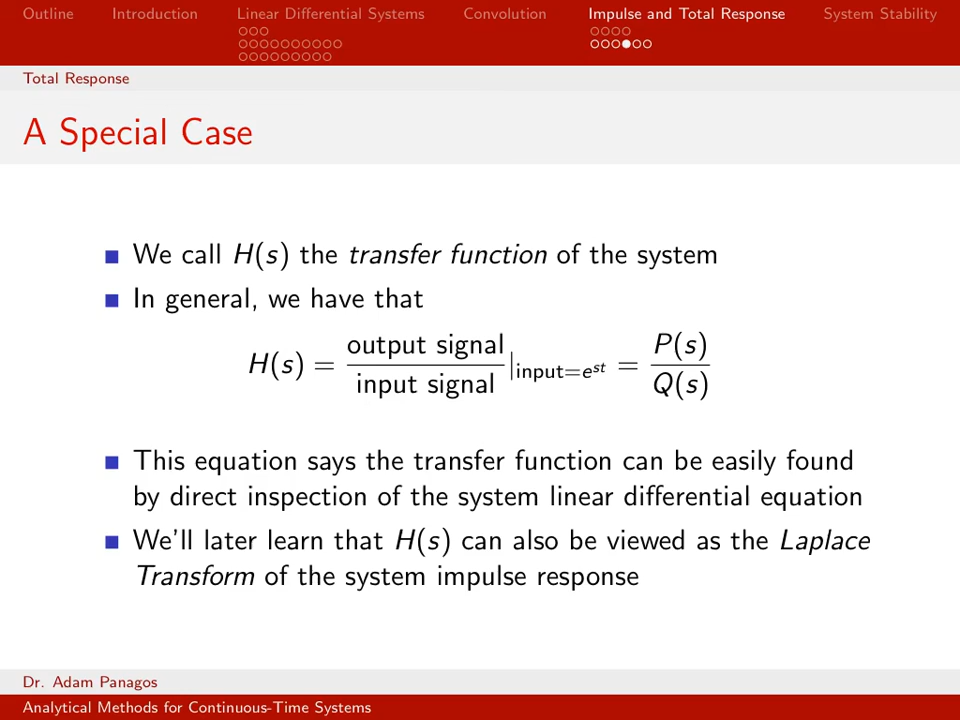 Outline Introduction Linear Differential Systems Convolution Impulse and Total Response System Stability
Total Response
A Special Case
We call H(s) the transfer function of the system
In general, we have that
H(s) = output signal / input signal |input=e^st = P(s) / Q(s)
This equation says the transfer function can be easily found
by direct inspection of the system linear differential equation
We'll later learn that H(s) can also be viewed as the Laplace
Transform of the system impulse response
Dr. Adam Panagos
Analytical Methods for Continuous-Time Systems